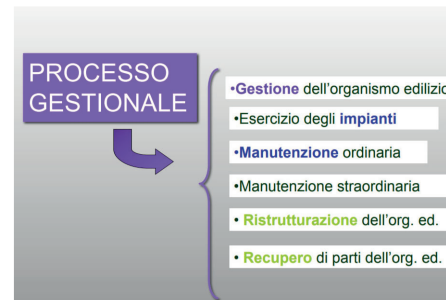 PROCESSO
GESTIONALE
•Gestione dell'organismo edilizio
•Esercizio degli impianti
•Manutenzione ordinaria
•Manutenzione straordinaria
• Ristrutturazione dell'org. ed.
• Recupero di parti dell'org. ed.